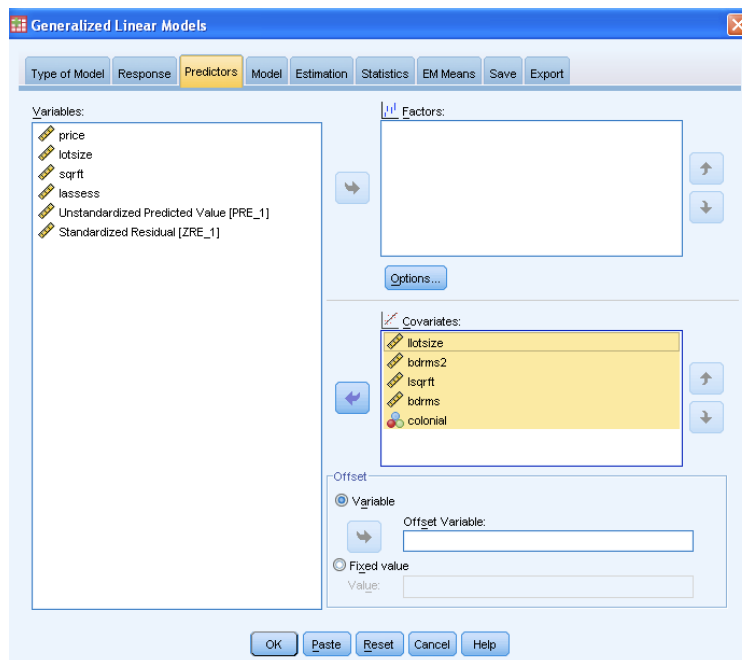 Generalized Linear Models
Type of Model Response Predictors Model Estimation Statistics EM Means Save Export
Variables:
price
lotsize
sqrft
lassess
Unstandardized Predicted Value [PRE_1]
Standardized Residual [ZRE_1]
Factors:
Options...
Covariates:
llotsize
bdrms2
lsqrft
bdrms
colonial
Offset
Variable
Offset Variable:
Fixed value
Value:
OK Paste Reset Cancel Help